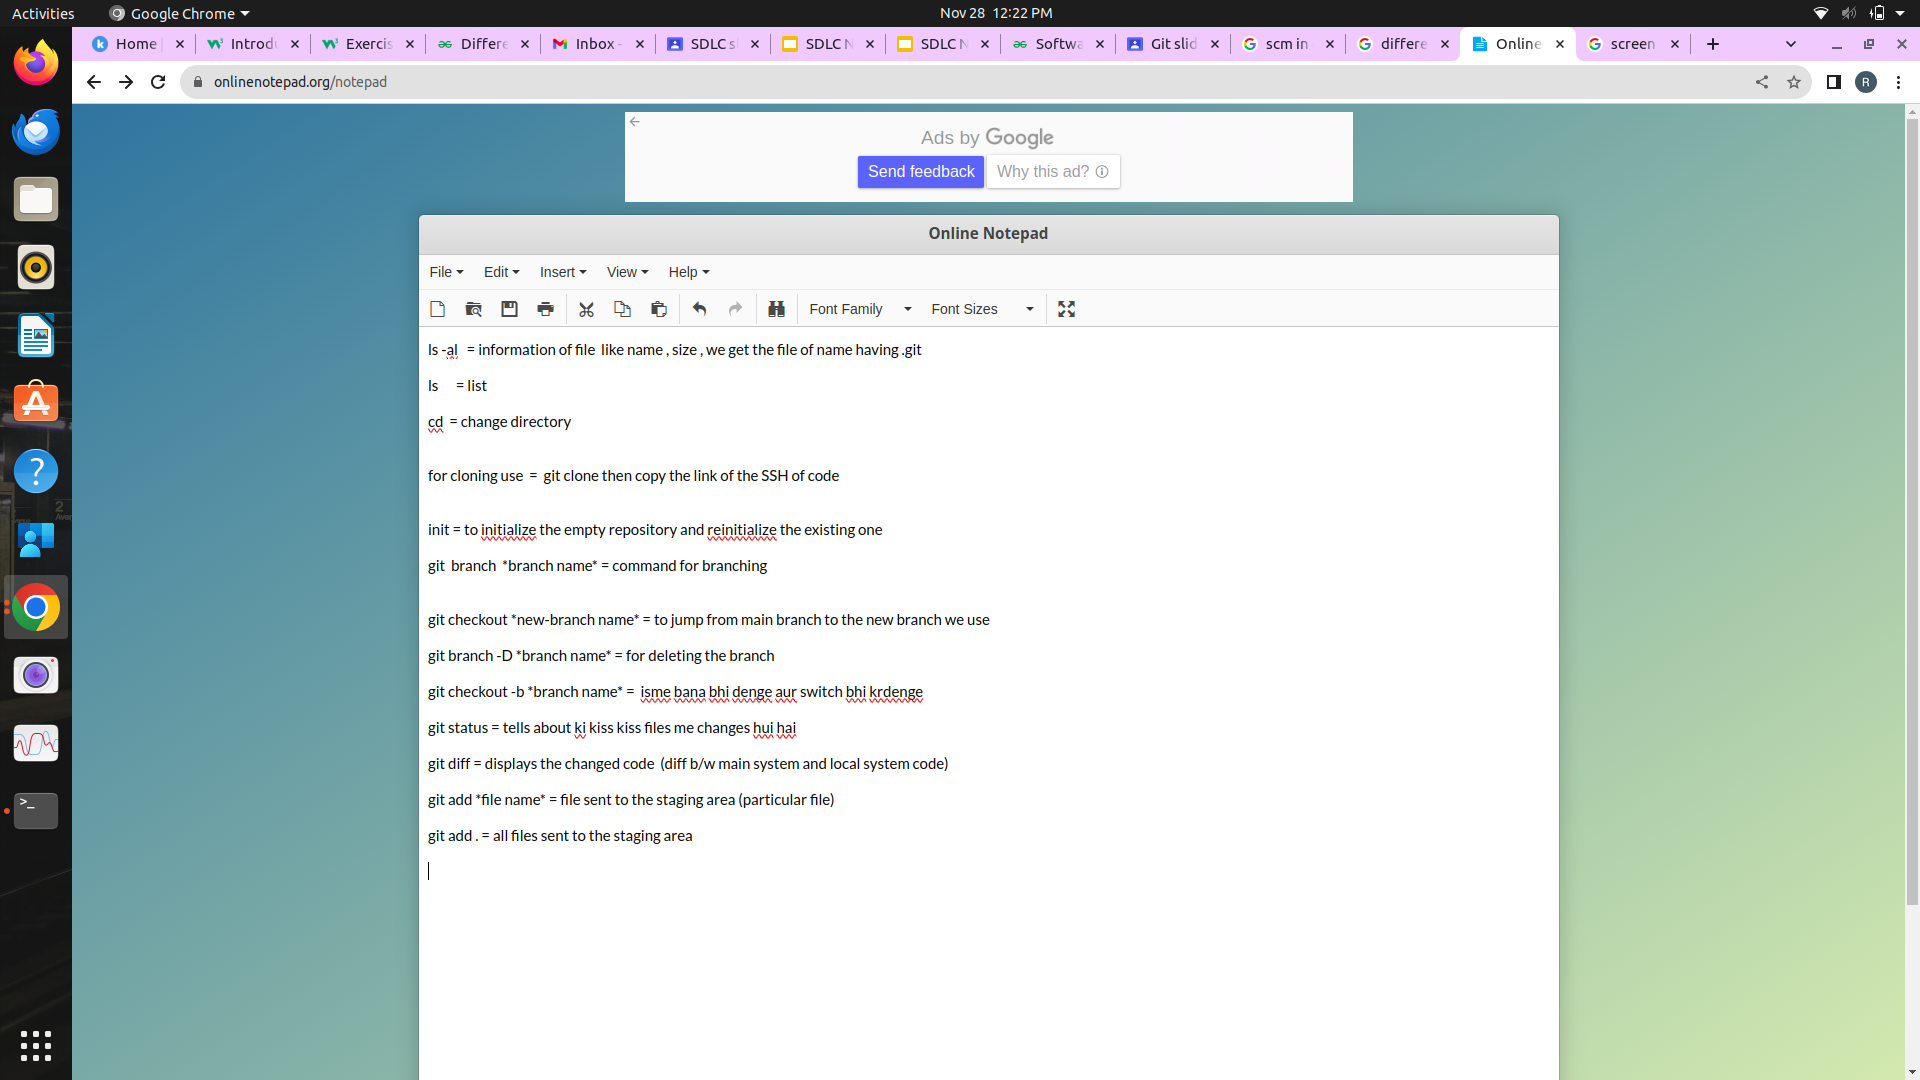 Activities Google Chrome Nov 28 12:22 PM
Home Introdu Exercis Differe Inbox - SDLC sl SDLC N SDLC N Softwa Git slid scm in differe Online screen
onlinenotepad.org/notepad R
Ads by Google
Send feedback Why this ad?
Online Notepad
File Edit Insert View Help
Font Family Font Sizes
ls -al = information of file like name , size , we get the file of name having .git
ls = list
cd = change directory
for cloning use = git clone then copy the link of the SSH of code
init = to initialize the empty repository and reinitialize the existing one
git branch *branch name* = command for branching
git checkout *new-branch name* = to jump from main branch to the new branch we use
git branch -D *branch name* = for deleting the branch
git checkout -b *branch name* = isme bana bhi denge aur switch bhi krdenge
git status = tells about ki kiss kiss files me changes hui hai
git diff = displays the changed code (diff b/w main system and local system code)
git add *file name* = file sent to the staging area (particular file)
git add . = all files sent to the staging area